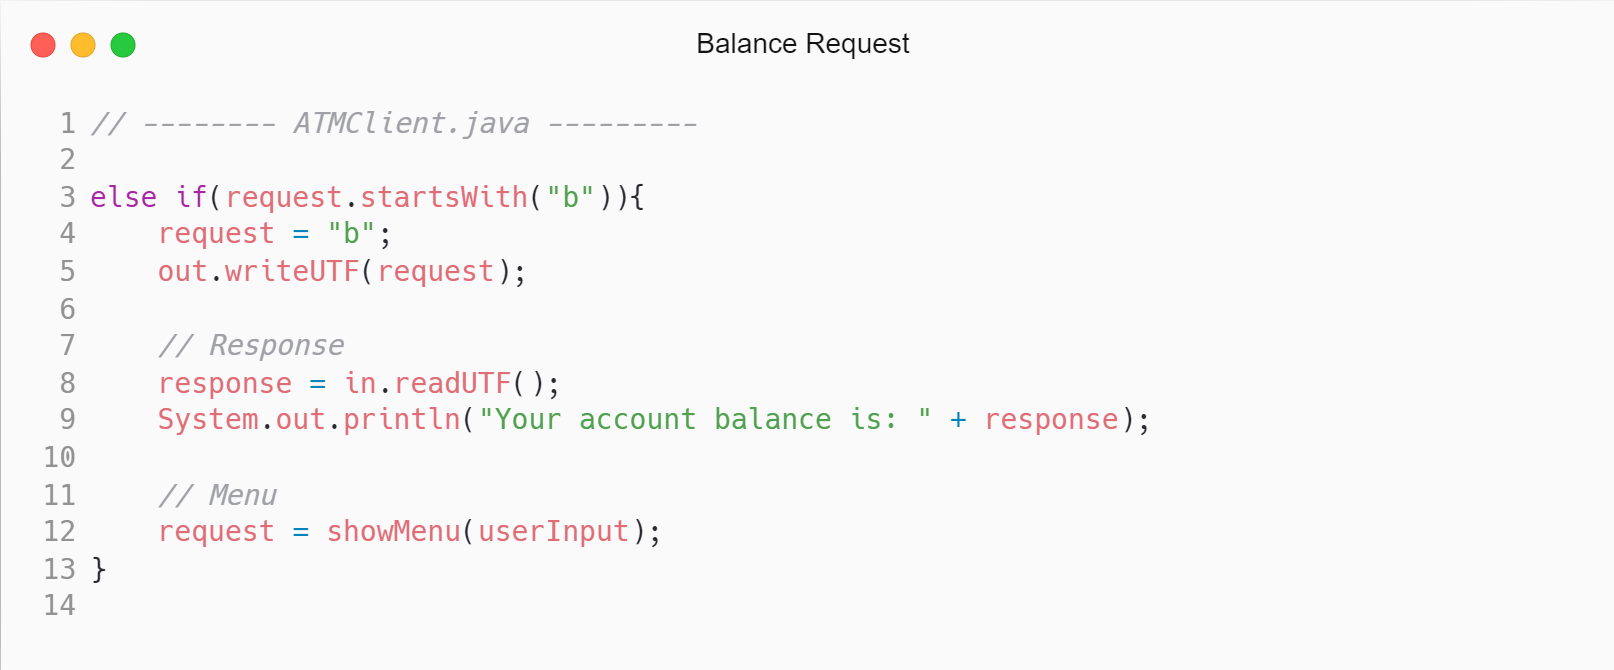 Balance Request
1 // -------- ATMClient.java ---------
2
3 else if(request.startsWith("b")){
4     request = "b";
5     out.writeUTF(request);
6
7     // Response
8     response = in.readUTF();
9     System.out.println("Your account balance is: " + response);
10
11     // Menu
12     request = showMenu(userInput);
13 }
14